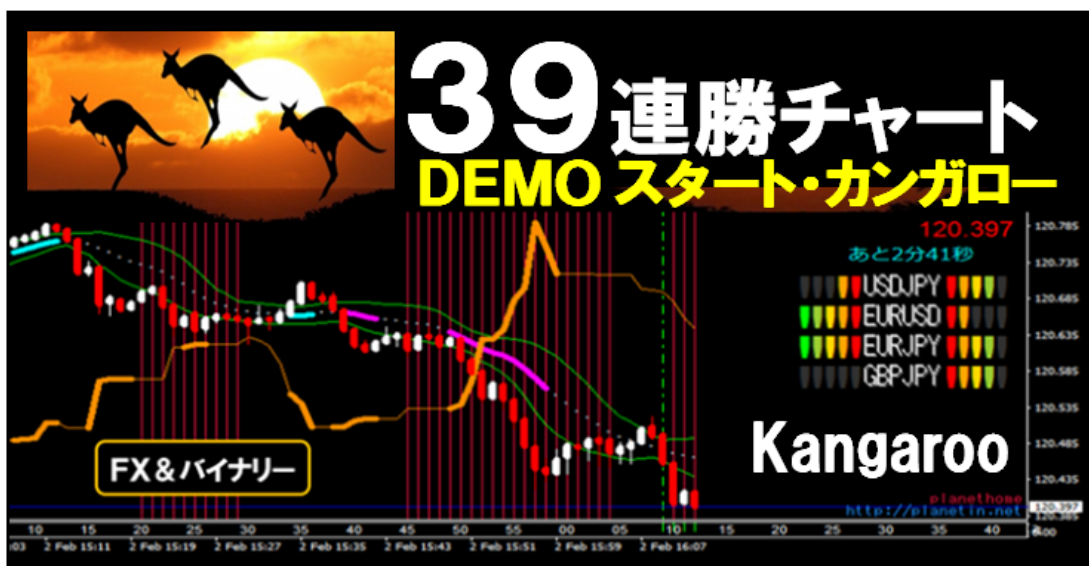 39連勝チャート
DEMO スタート・カンガロー
120.397
あと2分41秒
USDJPY
EURUSD
EURJPY
GBPJPY
Kangaroo
FX&バイナリー
planethome
http://planetin.net
120.785
120.735
120.685
120.635
120.585
120.535
120.485
120.435
120.397
120.385
10 15 20 25 30 35 40 45 50 55 00 05 10 15 20 25 30 35 40
:03 2 Feb 15:11 2 Feb 15:19 2 Feb 15:27 2 Feb 15:35 2 Feb 15:43 2 Feb 15:51 2 Feb 15:59 2 Feb 16:07